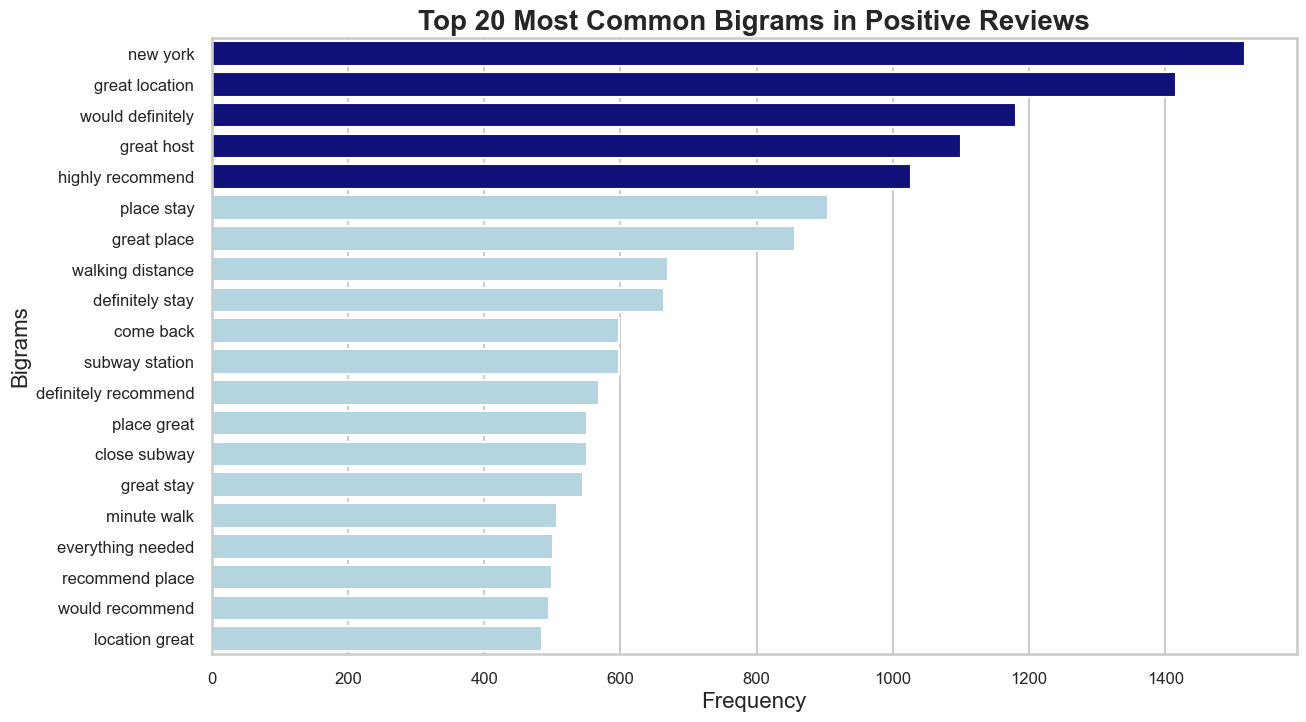 Top 20 Most Common Bigrams in Positive Reviews
new york
great location
would definitely
great host
highly recommend
place stay
great place
walking distance
definitely stay
come back
subway station
definitely recommend
place great
close subway
great stay
minute walk
everything needed
recommend place
would recommend
location great
Bigrams
0 200 400 600 800 1000 1200 1400
Frequency